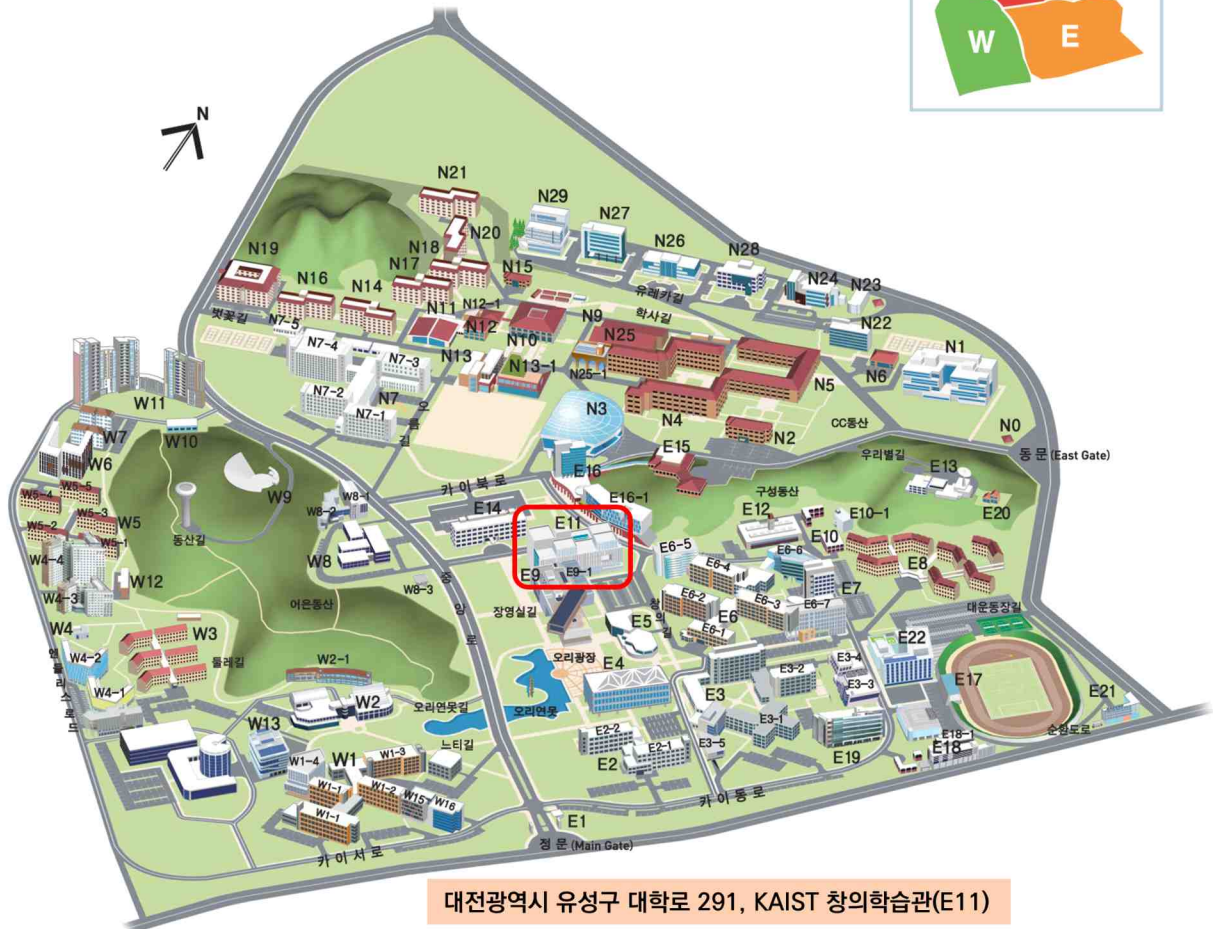 W
E
N
N21
N29
N27
N20
N26
N28
N18
N19
N17
N15
N24
N23
N16
N14
유레카길
벚꽃길
N11
N12-1
N9
학사길
N22
N7-5
N12
N10
N25
N1
N7-4
N7-3
N13
N13-1
N25-1
N5
N6
N7-2
N7
N7-1
오름길
N3
N4
N2
CC동산
N0
W11
W10
동문(East Gate)
W7
E15
우리별길
E13
W6
W5-5
W9
E16
구성동산
W5-4
W8-1
카이북로
E16-1
E20
W5-3
W5
W8-2
E14
E11
E12
E10-1
W5-2
동산길
E10
W5-1
W8
E6-5
E6-6
W4-4
E9
E9-1
E6-4
E7
E8
W12
W8-3
W4-3
어은동산
중앙로
장영실길
E5
창의길
E6-2
E6
E6-3
E6-7
대운동장길
W4
W3
E6-1
E22
W4-2
둘레길
오리광장
E4
E3-4
W2-1
E3-2
E17
엔들리스로드
W4-1
E3
E3-3
W2
오리연못길
오리연못
E21
W13
느티길
E3-1
순환도로
E2-2
E3-5
E18-1
W1-3
E2-1
E18
W1-4
W1
E2
E19
W1-1
W1-2
W15
W16
카이동로
W1-1
E1
카이서로
정문(Main Gate)
대전광역시 유성구 대학로 291, KAIST 창의학습관(E11)